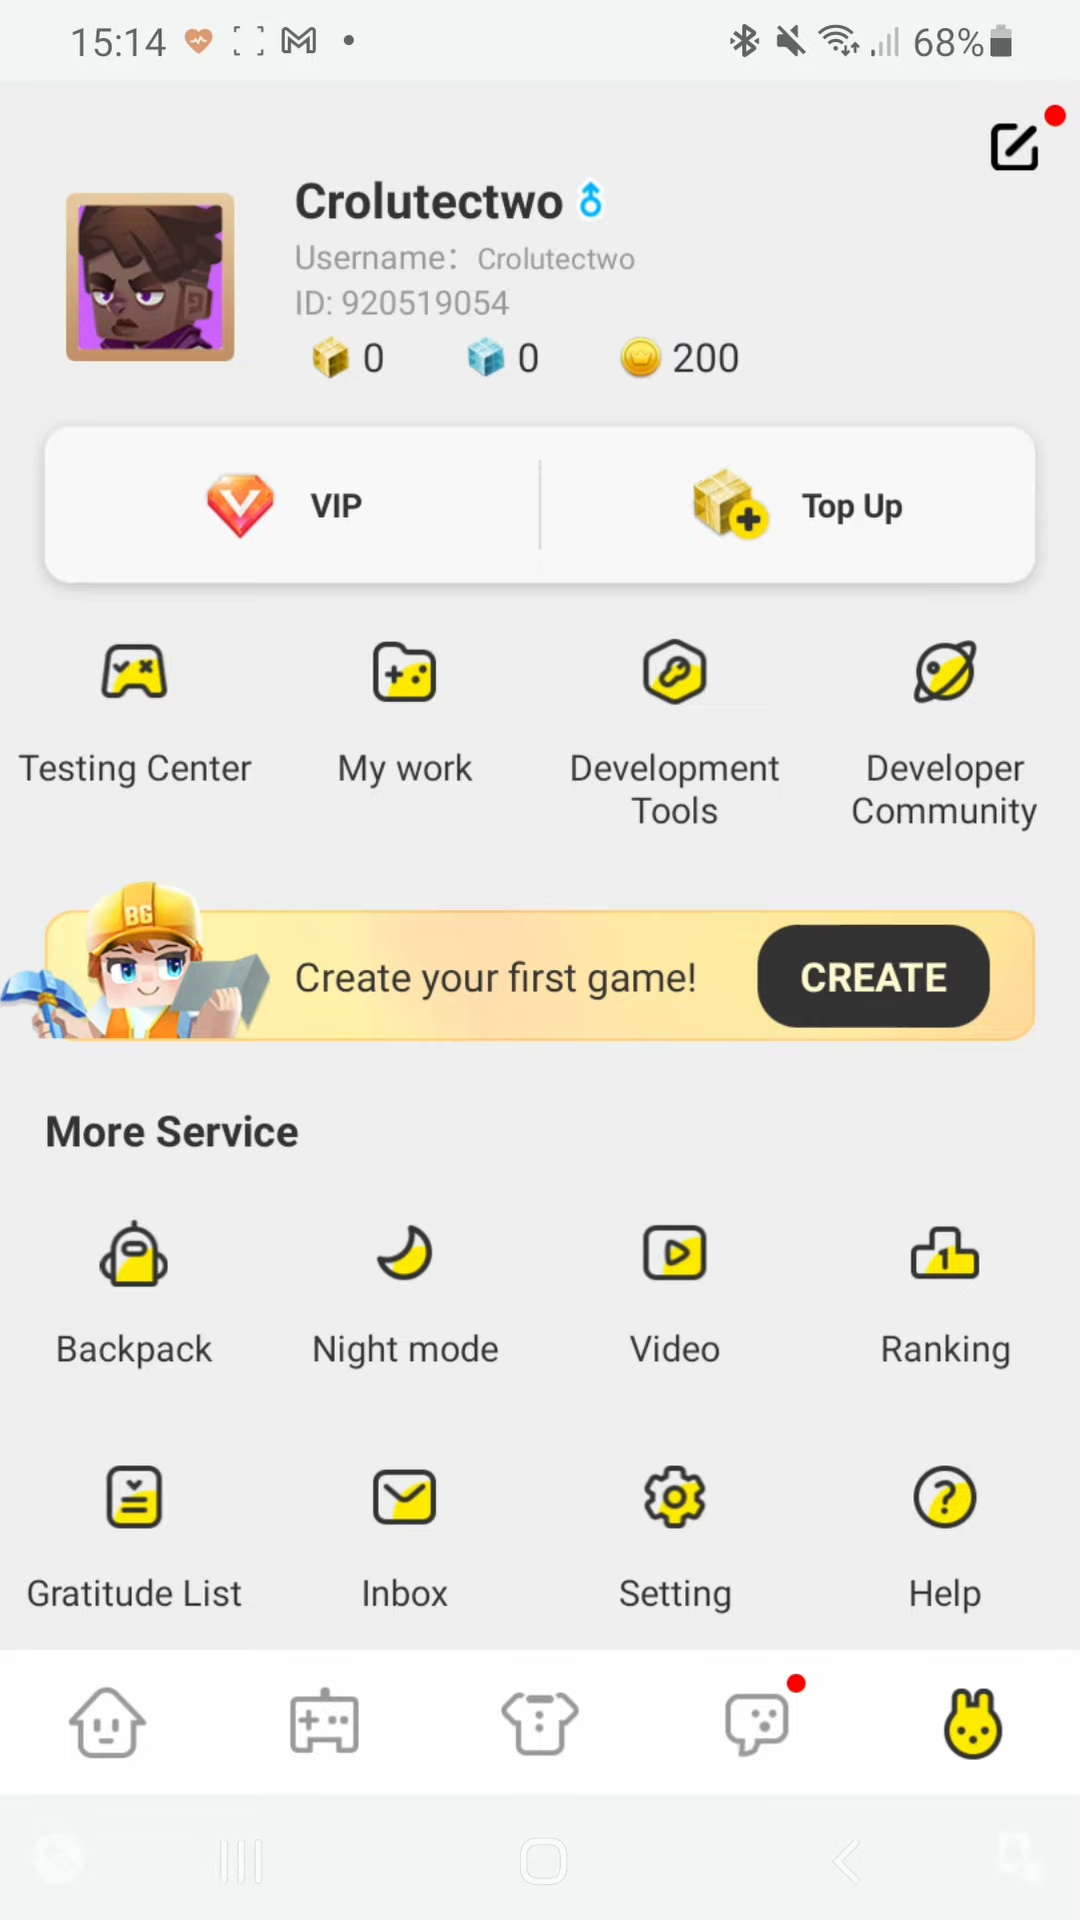 15:14
68%
Crolutectwo
Username: Crolutectwo
ID: 920519054
0 0 200
VIP Top Up
Testing Center My work Development Tools Developer Community
BG
Create your first game! CREATE
More Service
1
Backpack Night mode Video Ranking
Gratitude List Inbox Setting Help